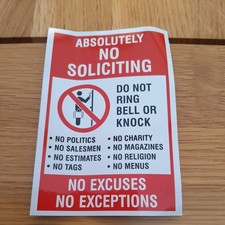 ABSOLUTELY
NO
SOLICITING
DO NOT
RING
BELL OR
KNOCK
• NO POLITICS
• NO SALESMEN
• NO ESTIMATES
• NO TAGS
• NO CHARITY
• NO MAGAZINES
• NO RELIGION
• NO MENUS
NO EXCUSES
NO EXCEPTIONS